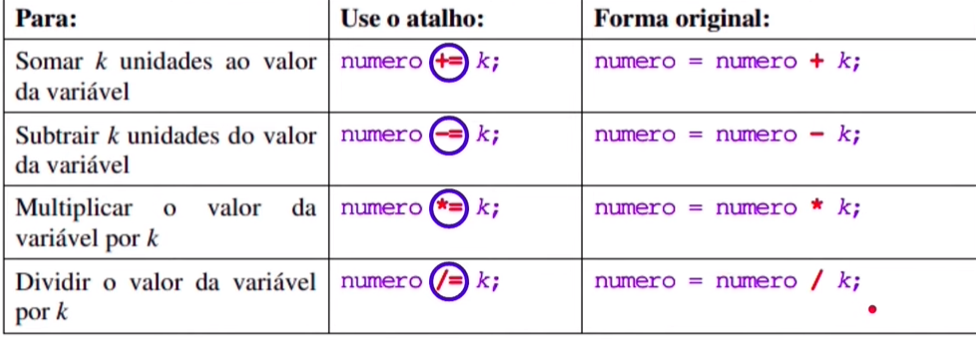 Para: Use o atalho: Forma original:
Somar k unidades ao valor da variável numero += k; numero = numero + k;
Subtrair k unidades do valor da variável numero -= k; numero = numero - k;
Multiplicar o valor da variável por k numero *= k; numero = numero * k;
Dividir o valor da variável por k numero /= k; numero = numero / k;